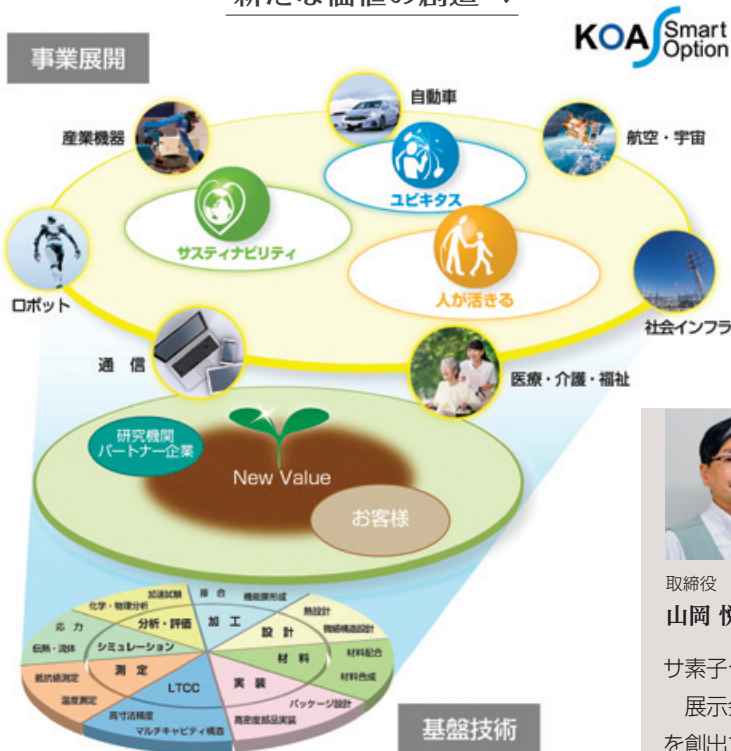 新たな価値の創造
KOA Smart
Option
事業展開
自動車
産業機器
航空・宇宙
ユビキタス
サスティナビリティ
人が活きる
ロボット
社会インフラ
通 信
医療・介護・福祉
研究機関
パートナー企業
New Value
お客様
加速試験
接 合
機能膜形成
化学・物理分析
熱設計
応 力
分析・評価
加 工
設 計
微細構造設計
伝熱・流体
シミュレーション
材 料
材料配合
抵抗値測定
測 定
LTCC
実 装
材料合成
温度測定
パッケージ設計
高寸法精度
高密度部品実装
マルチキャビティ構造
基盤技術
取締役
山岡 悦
サ素子や
展示会
を創出